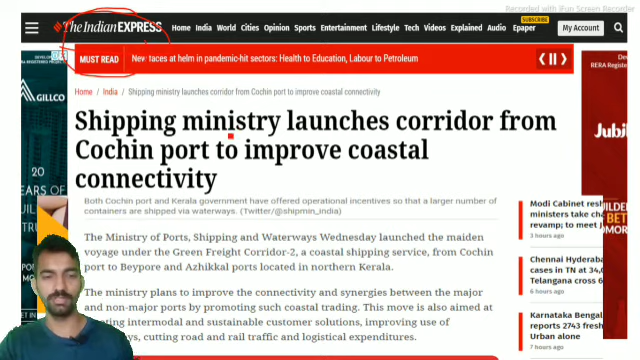 Recorded with iFun Screen Recorder
The Indian EXPRESS
Home India World Cities Opinion Sports Entertainment Lifestyle Tech Videos Explained Audio Epaper
SUBSCRIBE
My Account
MUST READ
New faces at helm in pandemic-hit sectors: Health to Education, Labour to Petroleum
Home / India / Shipping ministry launches corridor from Cochin port to improve coastal connectivity
Shipping ministry launches corridor from
Cochin port to improve coastal
connectivity
Both Cochin port and Kerala government have offered operational incentives so that a larger number of
containers are shipped via waterways. (Twitter/@shipmin_india)
The Ministry of Ports, Shipping and Waterways Wednesday launched the maiden
voyage under the Green Freight Corridor-2, a coastal shipping service, from Cochin
port to Beypore and Azhikkal ports located in northern Kerala.
The ministry plans to improve the connectivity and synergies between the major
and non-major ports by promoting such coastal trading. This move is also aimed at
intermodal and sustainable customer solutions, improving use of
cutting road and rail traffic and logistical expenditures.
GILLCO
20
EARS OF
Modi Cabinet resh
ministers take cha
revamp; to meet J
3 hours ago
Chennai Hyderaba
cases in TN at 34,0
Telangana cross 6
6 hours ago
Karnataka Bengal
reports 2743 fresh
Urban alone
7 hours ago
RERA Registered
Jubil